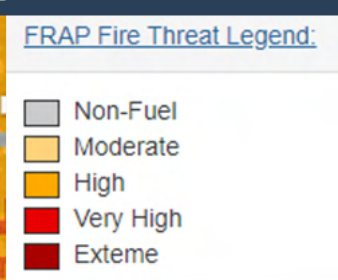 FRAP Fire Threat Legend:
Non-Fuel
Moderate
High
Very High
Exteme